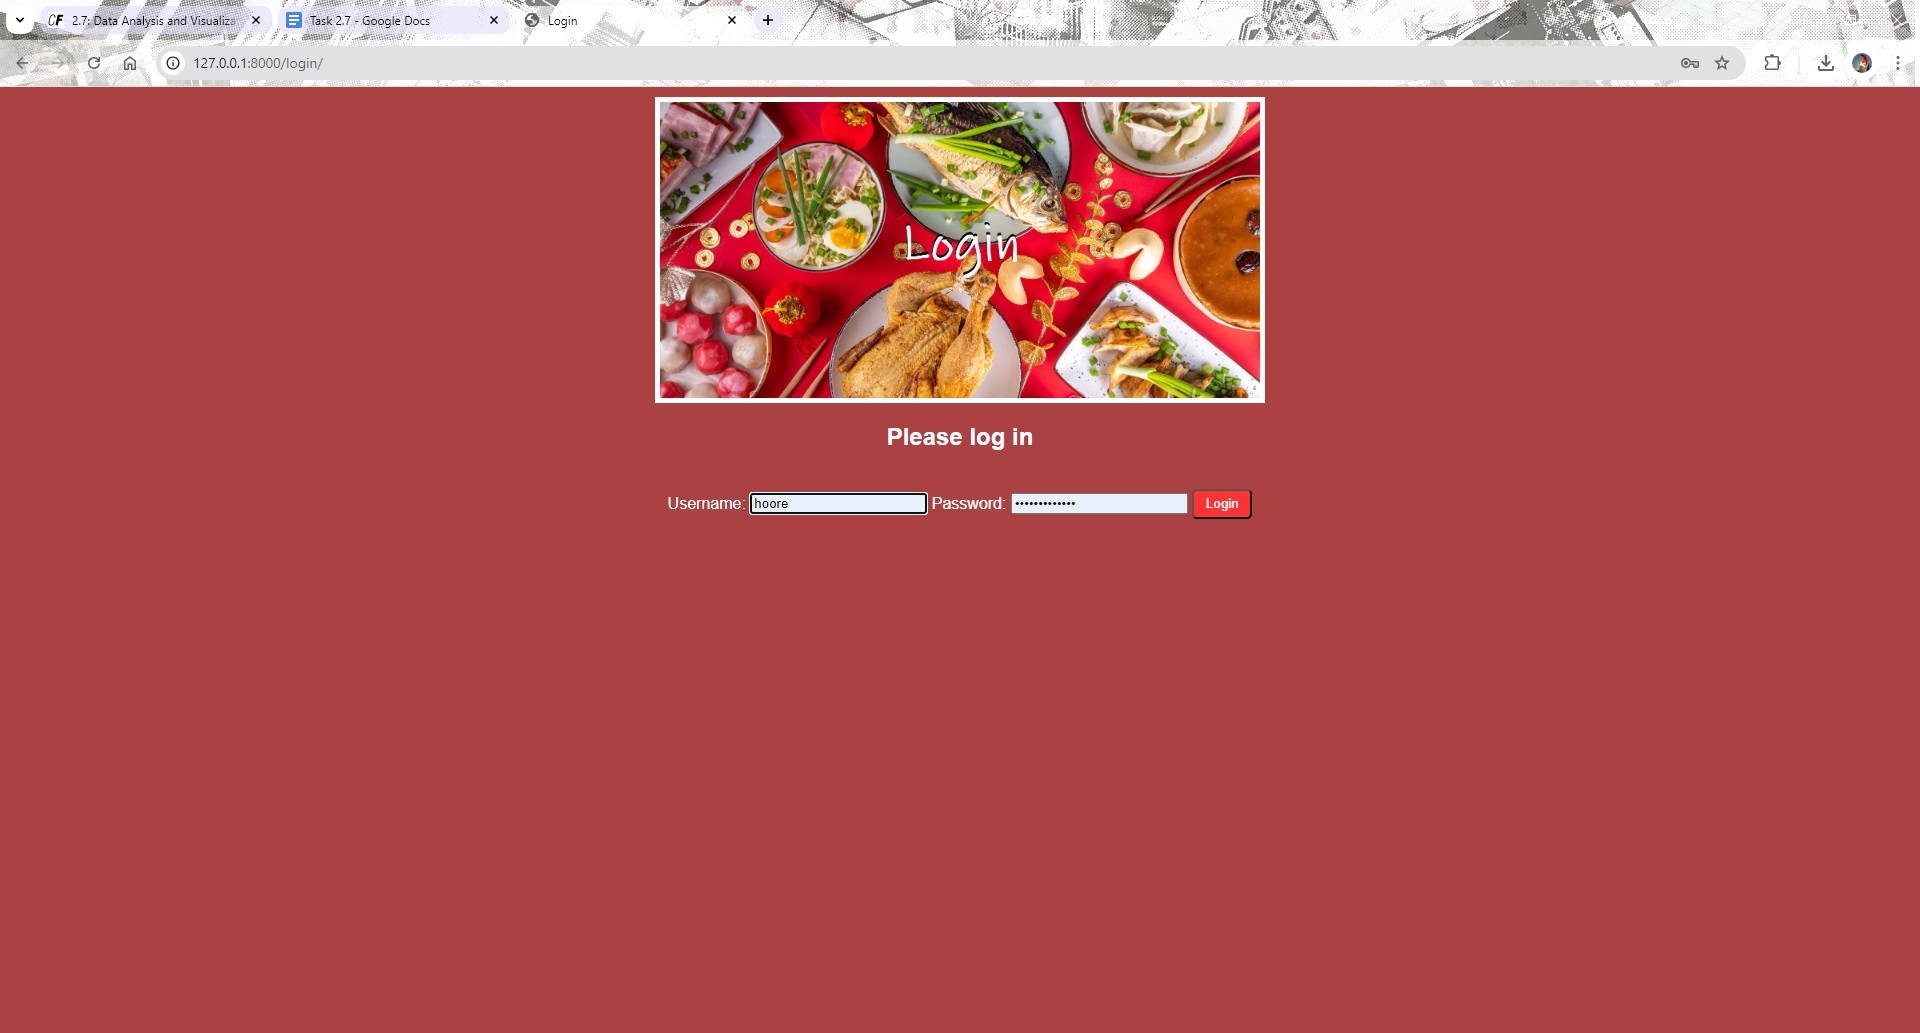 2.7: Data Analysis and Visualiza
Task 2.7 - Google Docs
Login
127.0.0.1:8000/login/
Login
Please log in
Username: hoore Password: ••••••••••••• Login